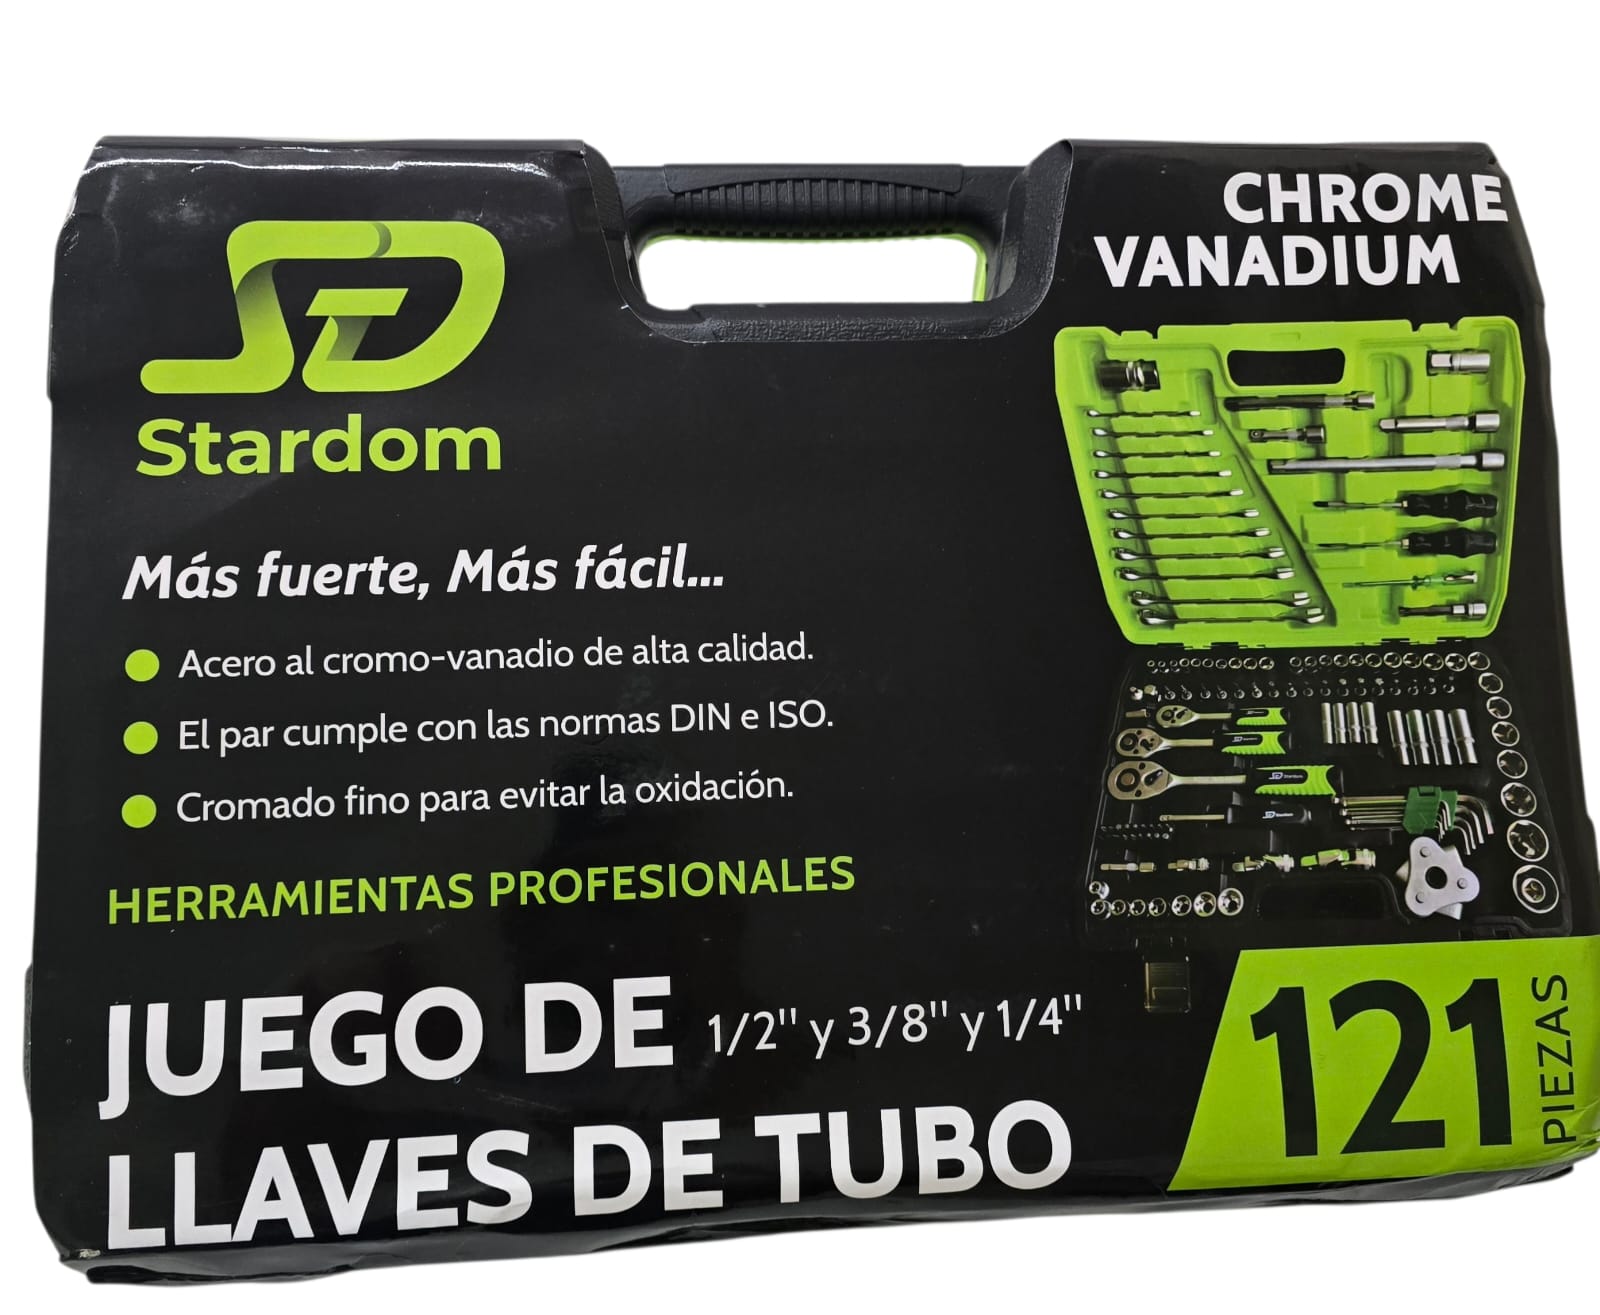 CHROME
VANADIUM
SD
Stardom
Más fuerte, Más fácil...
Acero al cromo-vanadio de alta calidad.
El par cumple con las normas DIN e ISO.
Cromado fino para evitar la oxidación.
HERRAMIENTAS PROFESIONALES
JUEGO DE 1/2" y 3/8" y 1/4"
LLAVES DE TUBO
121 PIEZAS
Stardom